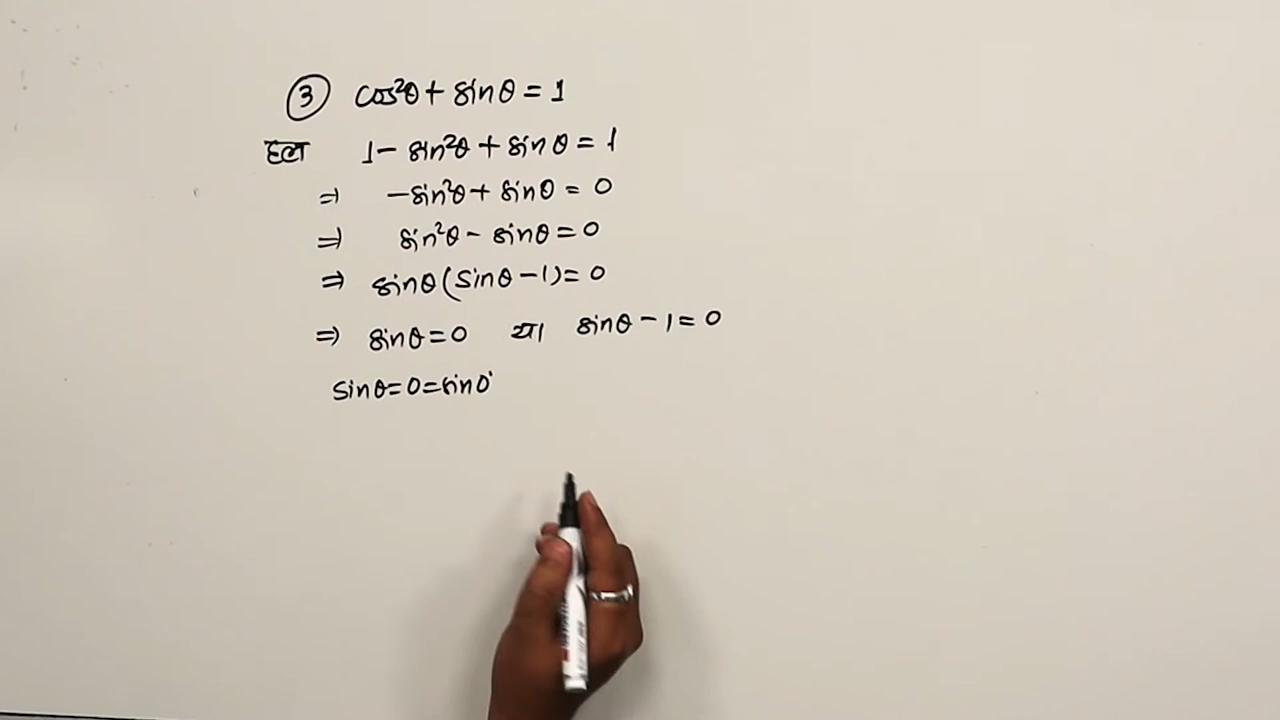 ③ cos²θ + sinθ = 1
हल 1 - sin²θ + sinθ = 1
⇒ -sin²θ + sinθ = 0
⇒ sin²θ - sinθ = 0
⇒ sinθ(sinθ - 1) = 0
⇒ sinθ = 0 या sinθ - 1 = 0
sinθ = 0 = sin0°